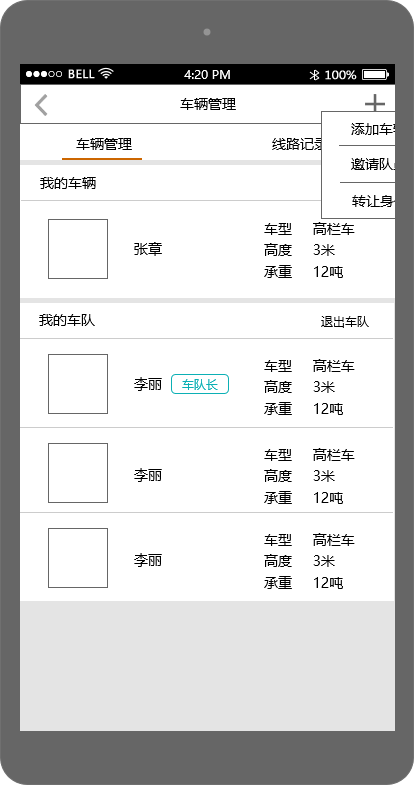 BELL 4:20 PM 100%
车辆管理
车辆管理 线路记录
添加车
邀请队
转让身
我的车辆
张章
车型 高栏车
高度 3米
承重 12吨
我的车队 退出车队
李丽 车队长
车型 高栏车
高度 3米
承重 12吨
李丽
车型 高栏车
高度 3米
承重 12吨
李丽
车型 高栏车
高度 3米
承重 12吨